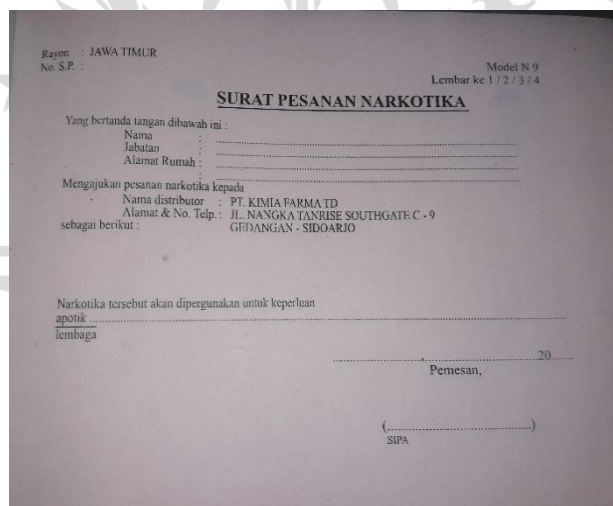 Rayon : JAWA TIMUR
No. S.P. :
Model N 9
Lembar ke 1 / 2 / 3 / 4
SURAT PESANAN NARKOTIKA
Yang bertanda tangan dibawah ini :
Nama :
Jabatan :
Alamat Rumah :
:
Mengajukan pesanan narkotika kepada
Nama distributor : PT. KIMIA FARMA TD
Alamat & No. Telp. : JL. NANGKA TANRISE SOUTHGATE C - 9
sebagai berikut : GEDANGAN - SIDOARJO
Narkotika tersebut akan dipergunakan untuk keperluan
apotik
lembaga
20
Pemesan,
( )
SIPA